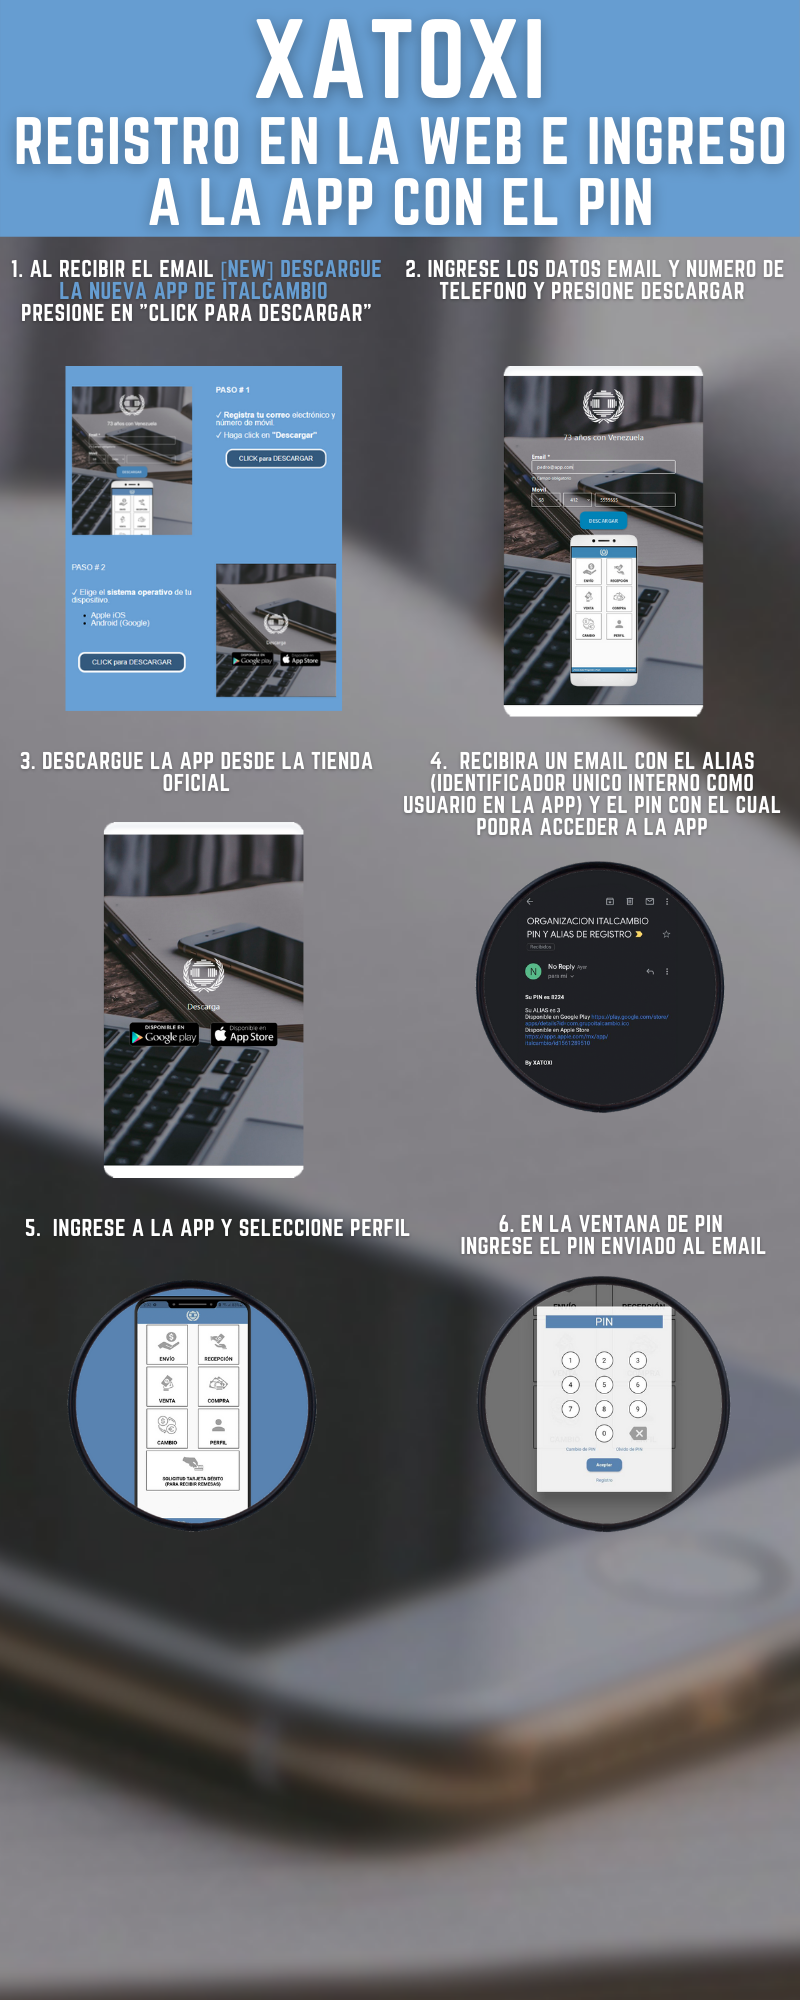 XATOXI
REGISTRO EN LA WEB E INGRESO
A LA APP CON EL PIN
1. AL RECIBIR EL EMAIL [NEW] DESCARGUE
LA NUEVA APP DE ITALCAMBIO
PRESIONE EN "CLICK PARA DESCARGAR"
2. INGRESE LOS DATOS EMAIL Y NUMERO DE
TELEFONO Y PRESIONE DESCARGAR
73 años con Venezuela
PASO # 1
✓ Registra tu correo electrónico y
número de móvil.
✓ Haga click en "Descargar"
CLICK para DESCARGAR
PASO # 2
✓ Elige el sistema operativo de tu
dispositivo.
• Apple iOS
• Android (Google)
CLICK para DESCARGAR
Descarga
DISPONIBLE EN
Google play
App Store
73 años con Venezuela
Email *
pedro@app.com
Movil
58
412
5555555
DESCARGAR
ENVÍO
RECEPCIÓN
VENTA
COMPRA
CAMBIO
PERFIL
3. DESCARGUE LA APP DESDE LA TIENDA
OFICIAL
4. RECIBIRA UN EMAIL CON EL ALIAS
(IDENTIFICADOR UNICO INTERNO COMO
USUARIO EN LA APP) Y EL PIN CON EL CUAL
PODRA ACCEDER A LA APP
Descarga
DISPONIBLE EN
Google play
Disponible en
App Store
ORGANIZACION ITALCAMBIO
PIN Y ALIAS DE REGISTRO
Recibidos
N
No Reply Ayer
para mí
Su PIN es 8224
Su ALIAS es 3
Disponible en Google Play https://play.google.com/store/
apps/details?id=com.grupoitalcambio.ico
Disponible en Apple Store
https://apps.apple.com/mx/app/
italcambio/id1561289510
By XATOXI
5. INGRESE A LA APP Y SELECCIONE PERFIL
6. EN LA VENTANA DE PIN
INGRESE EL PIN ENVIADO AL EMAIL
ENVÍO
RECEPCIÓN
VENTA
COMPRA
CAMBIO
PERFIL
SOLICITUD TARJETA DÉBITO
(PARA RECIBIR REMESAS)
ENVÍO
RECEPCIÓN
PIN
1 2 3
4 5 6
7 8 9
0
Cambio de PIN
Olvido de PIN
Aceptar
Registro